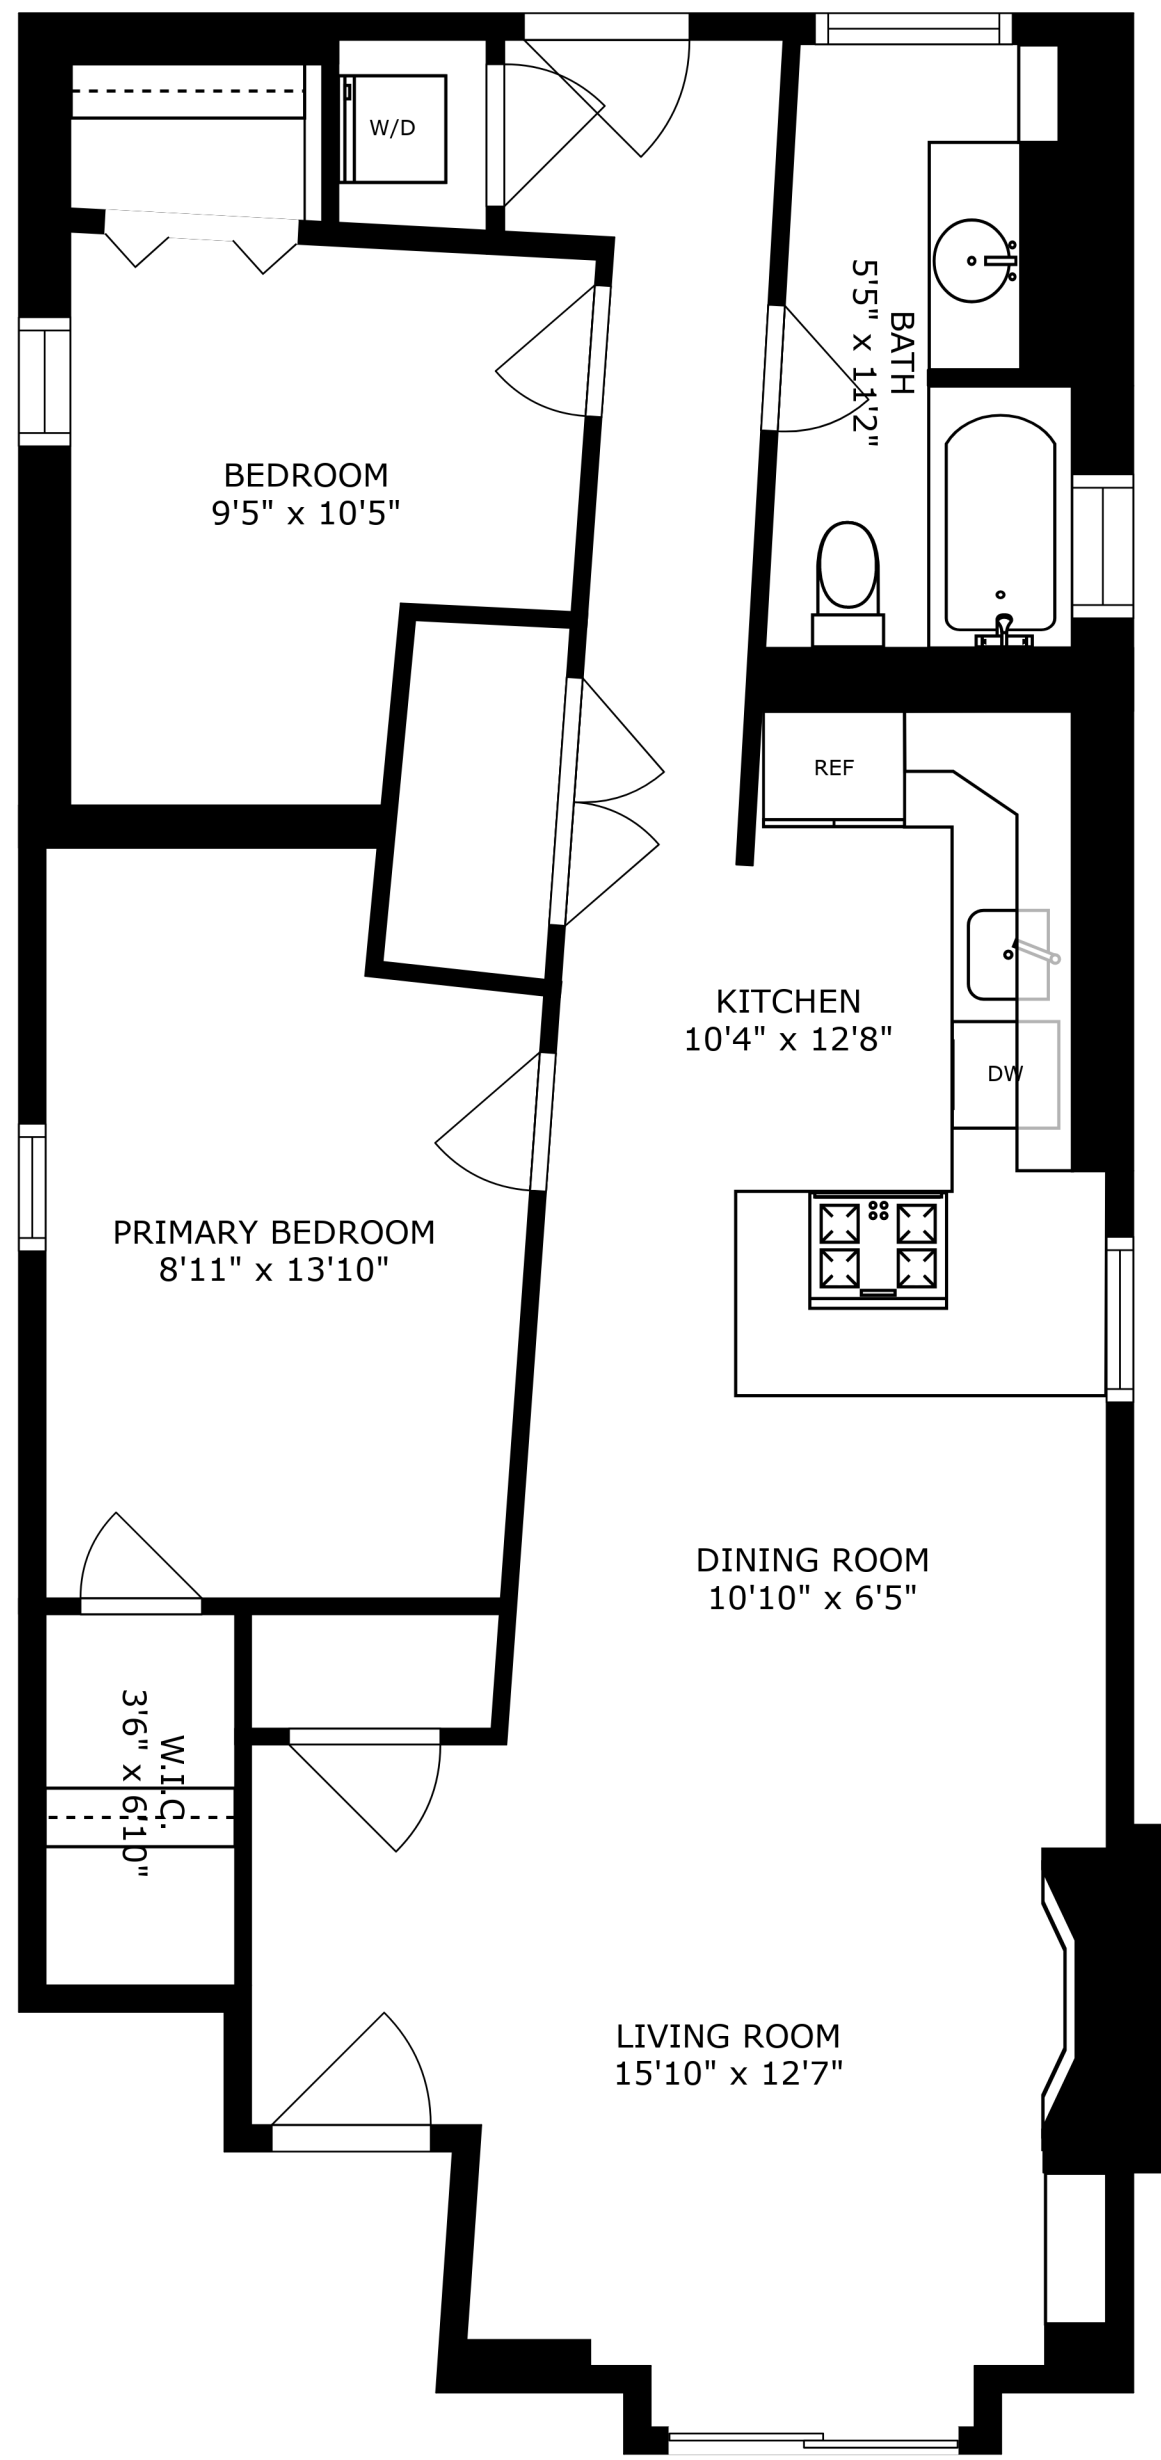 W/D
BATH
5'5" x 11'2"
BEDROOM
9'5" x 10'5"
REF
KITCHEN
10'4" x 12'8"
DW
PRIMARY BEDROOM
8'11" x 13'10"
DINING ROOM
10'10" x 6'5"
W.I.C.
3'6" x 6'10"
LIVING ROOM
15'10" x 12'7"